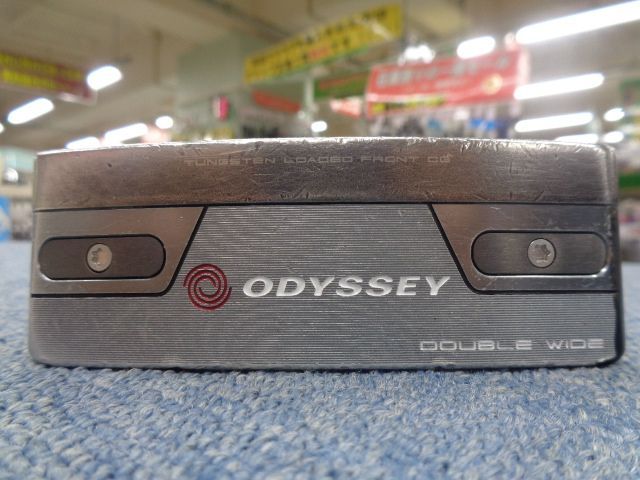 TUNGSTEN LOADED FRONT CG
ODYSSEY
DOUBLE WIDE